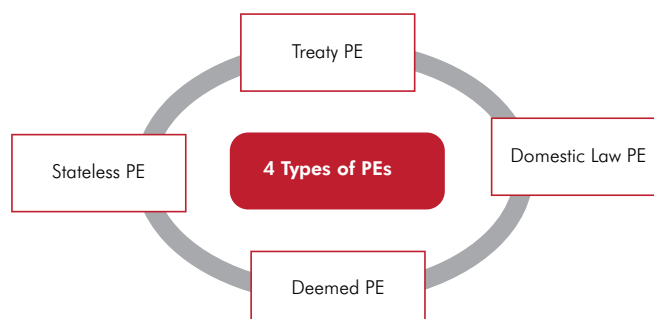 Treaty PE
Domestic Law PE
4 Types of PEs
Stateless PE
Deemed PE